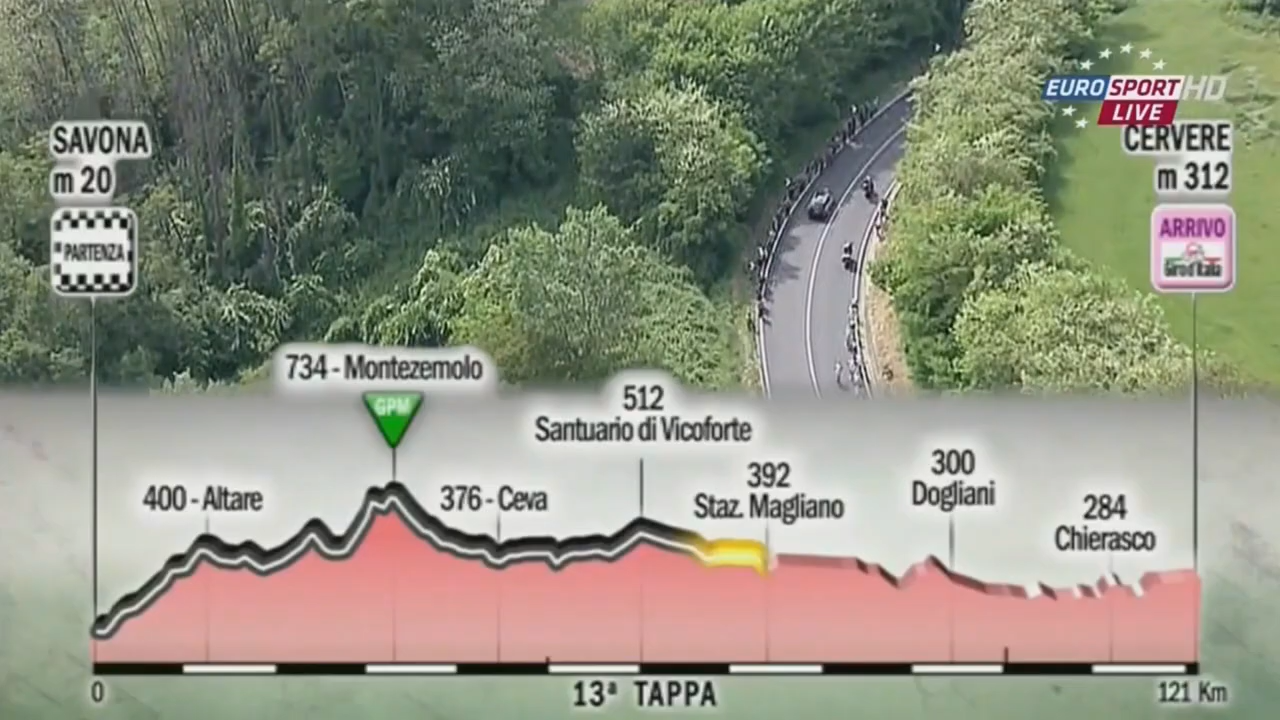 EUROSPORT HD
LIVE
SAVONA
m 20
PARTENZA
CERVERE
m 312
ARRIVO
Giro d'Italia
734 - Montezemolo
GPM
512
Santuario di Vicoforte
400 - Altare
376 - Ceva
392
Staz. Magliano
300
Dogliani
284
Chierasco
0
13ª TAPPA
121 Km